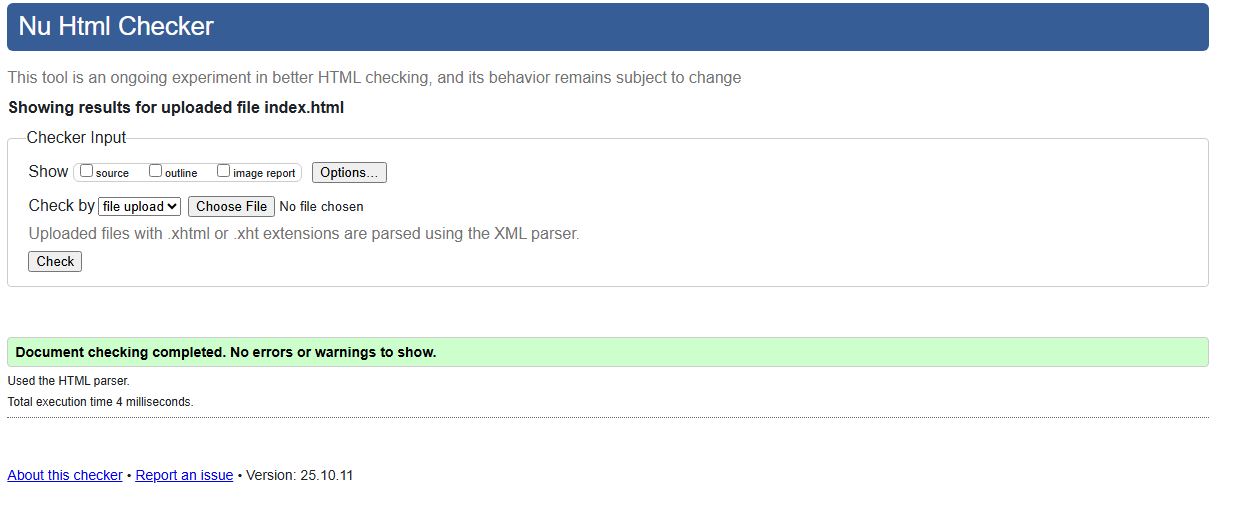 Nu Html Checker
This tool is an ongoing experiment in better HTML checking, and its behavior remains subject to change
Showing results for uploaded file index.html
Checker Input
Show source outline image report Options...
Check by file upload Choose File No file chosen
Uploaded files with .xhtml or .xht extensions are parsed using the XML parser.
Check
Document checking completed. No errors or warnings to show.
Used the HTML parser.
Total execution time 4 milliseconds.
About this checker • Report an issue • Version: 25.10.11